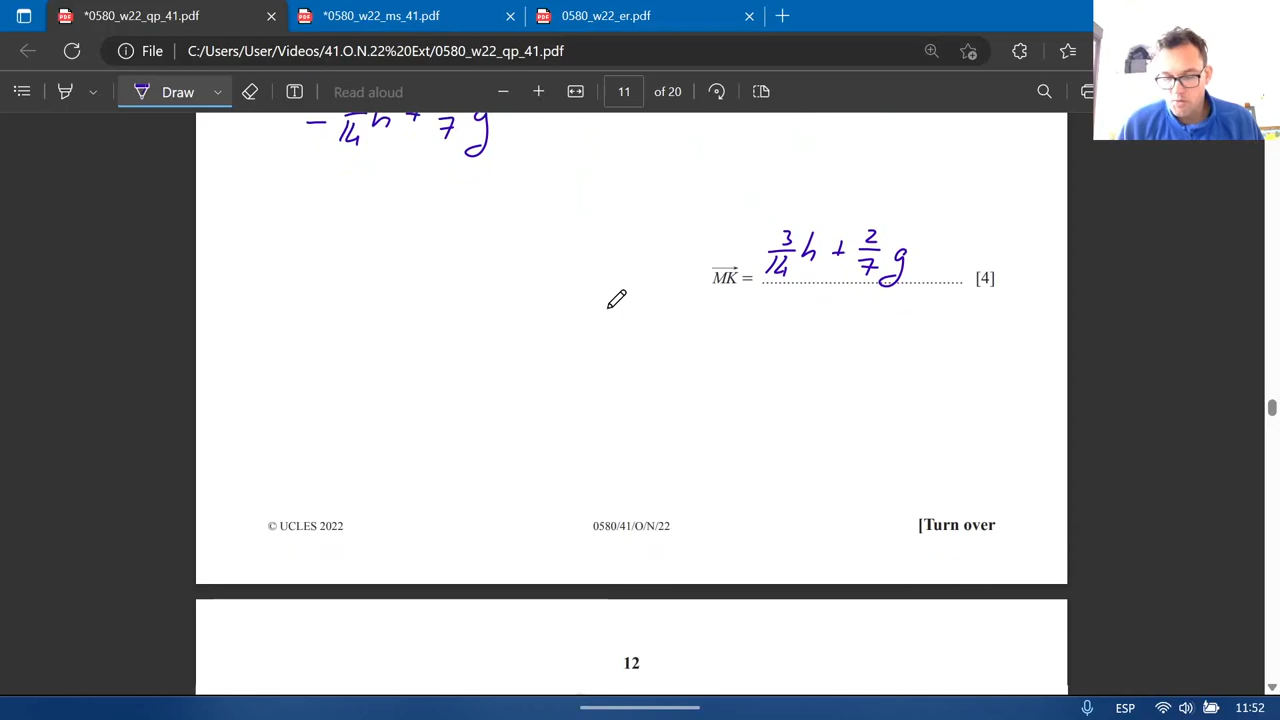 *0580_w22_qp_41.pdf
*0580_w22_ms_41.pdf
0580_w22_er.pdf
File C:/Users/User/Videos/41.O.N.22%20Ext/0580_w22_qp_41.pdf
Draw
Read aloud
11 of 20
14 h + 7 g
MK = 3/14 h + 2/7 g [4]
© UCLES 2022
0580/41/O/N/22
[Turn over
12
ESP 11:52